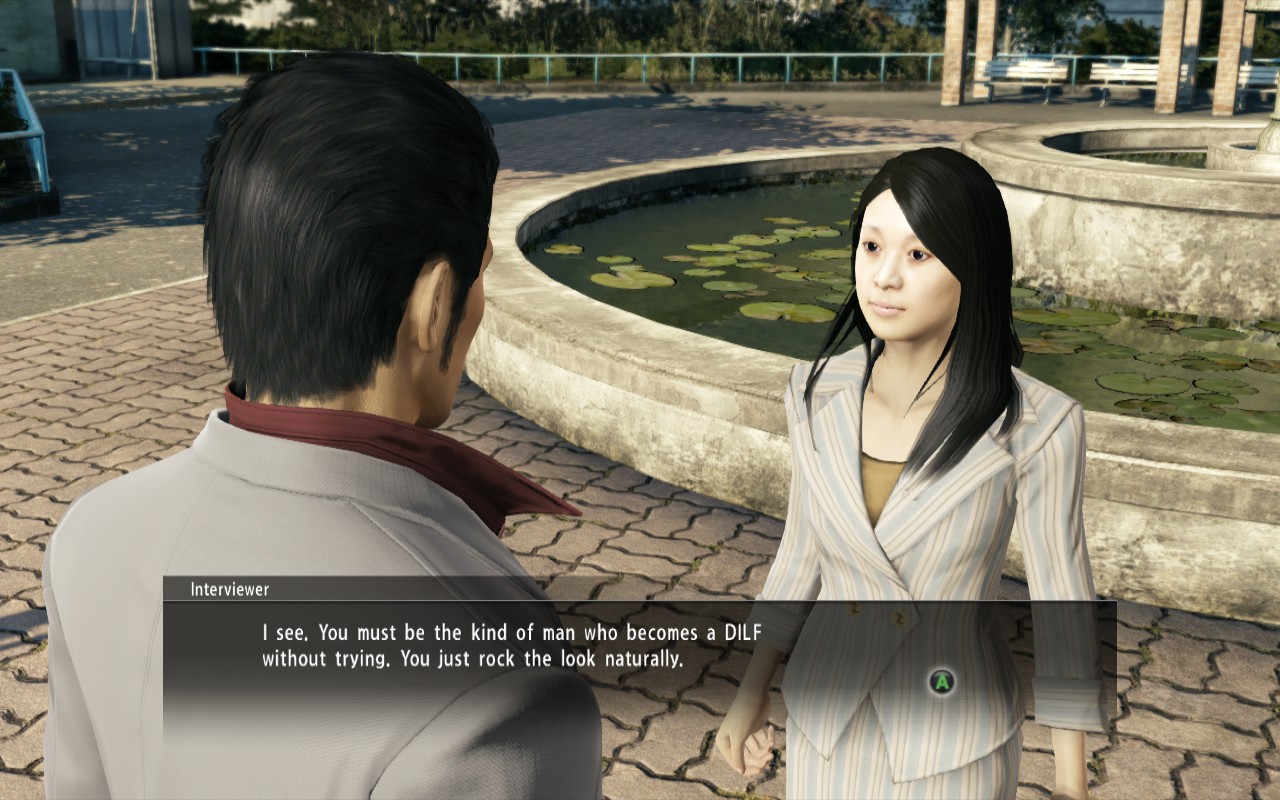 Interviewer
I see. You must be the kind of man who becomes a DILF
without trying. You just rock the look naturally.
A